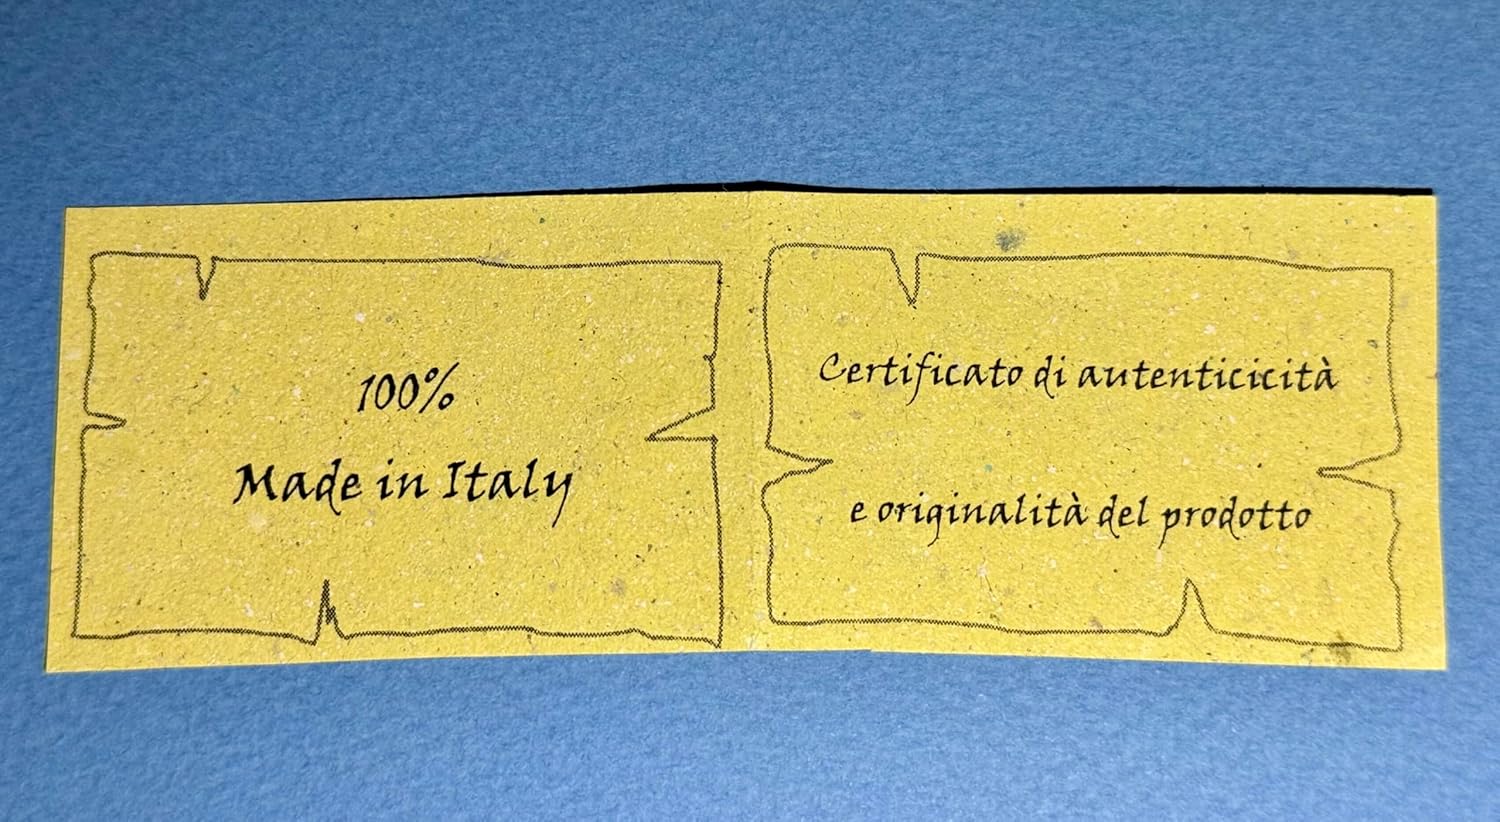 100%
Made in Italy
Certificato di autenticicità
e originalità del prodotto